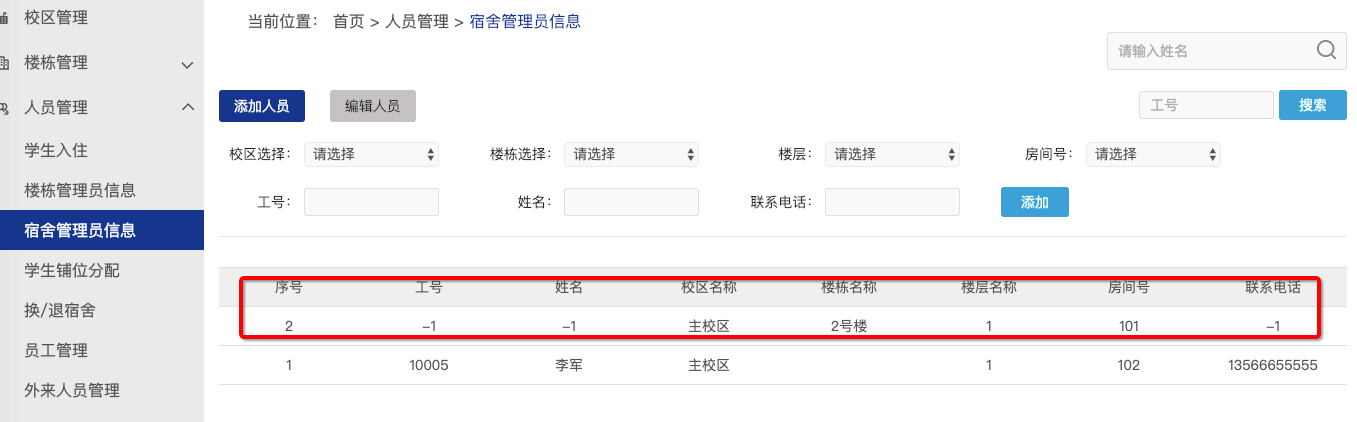 校区管理
楼栋管理
人员管理
学生入住
楼栋管理员信息
宿舍管理员信息
学生铺位分配
换/退宿舍
员工管理
外来人员管理
当前位置： 首页 > 人员管理 > 宿舍管理员信息
请输入姓名
添加人员 编辑人员 工号 搜索
校区选择： 请选择 楼栋选择： 请选择 楼层： 请选择 房间号： 请选择
工号： 姓名： 联系电话： 添加
序号 工号 姓名 校区名称 楼栋名称 楼层名称 房间号 联系电话
2 -1 -1 主校区 2号楼 1 101 -1
1 10005 李军 主校区 1 102 13566655555